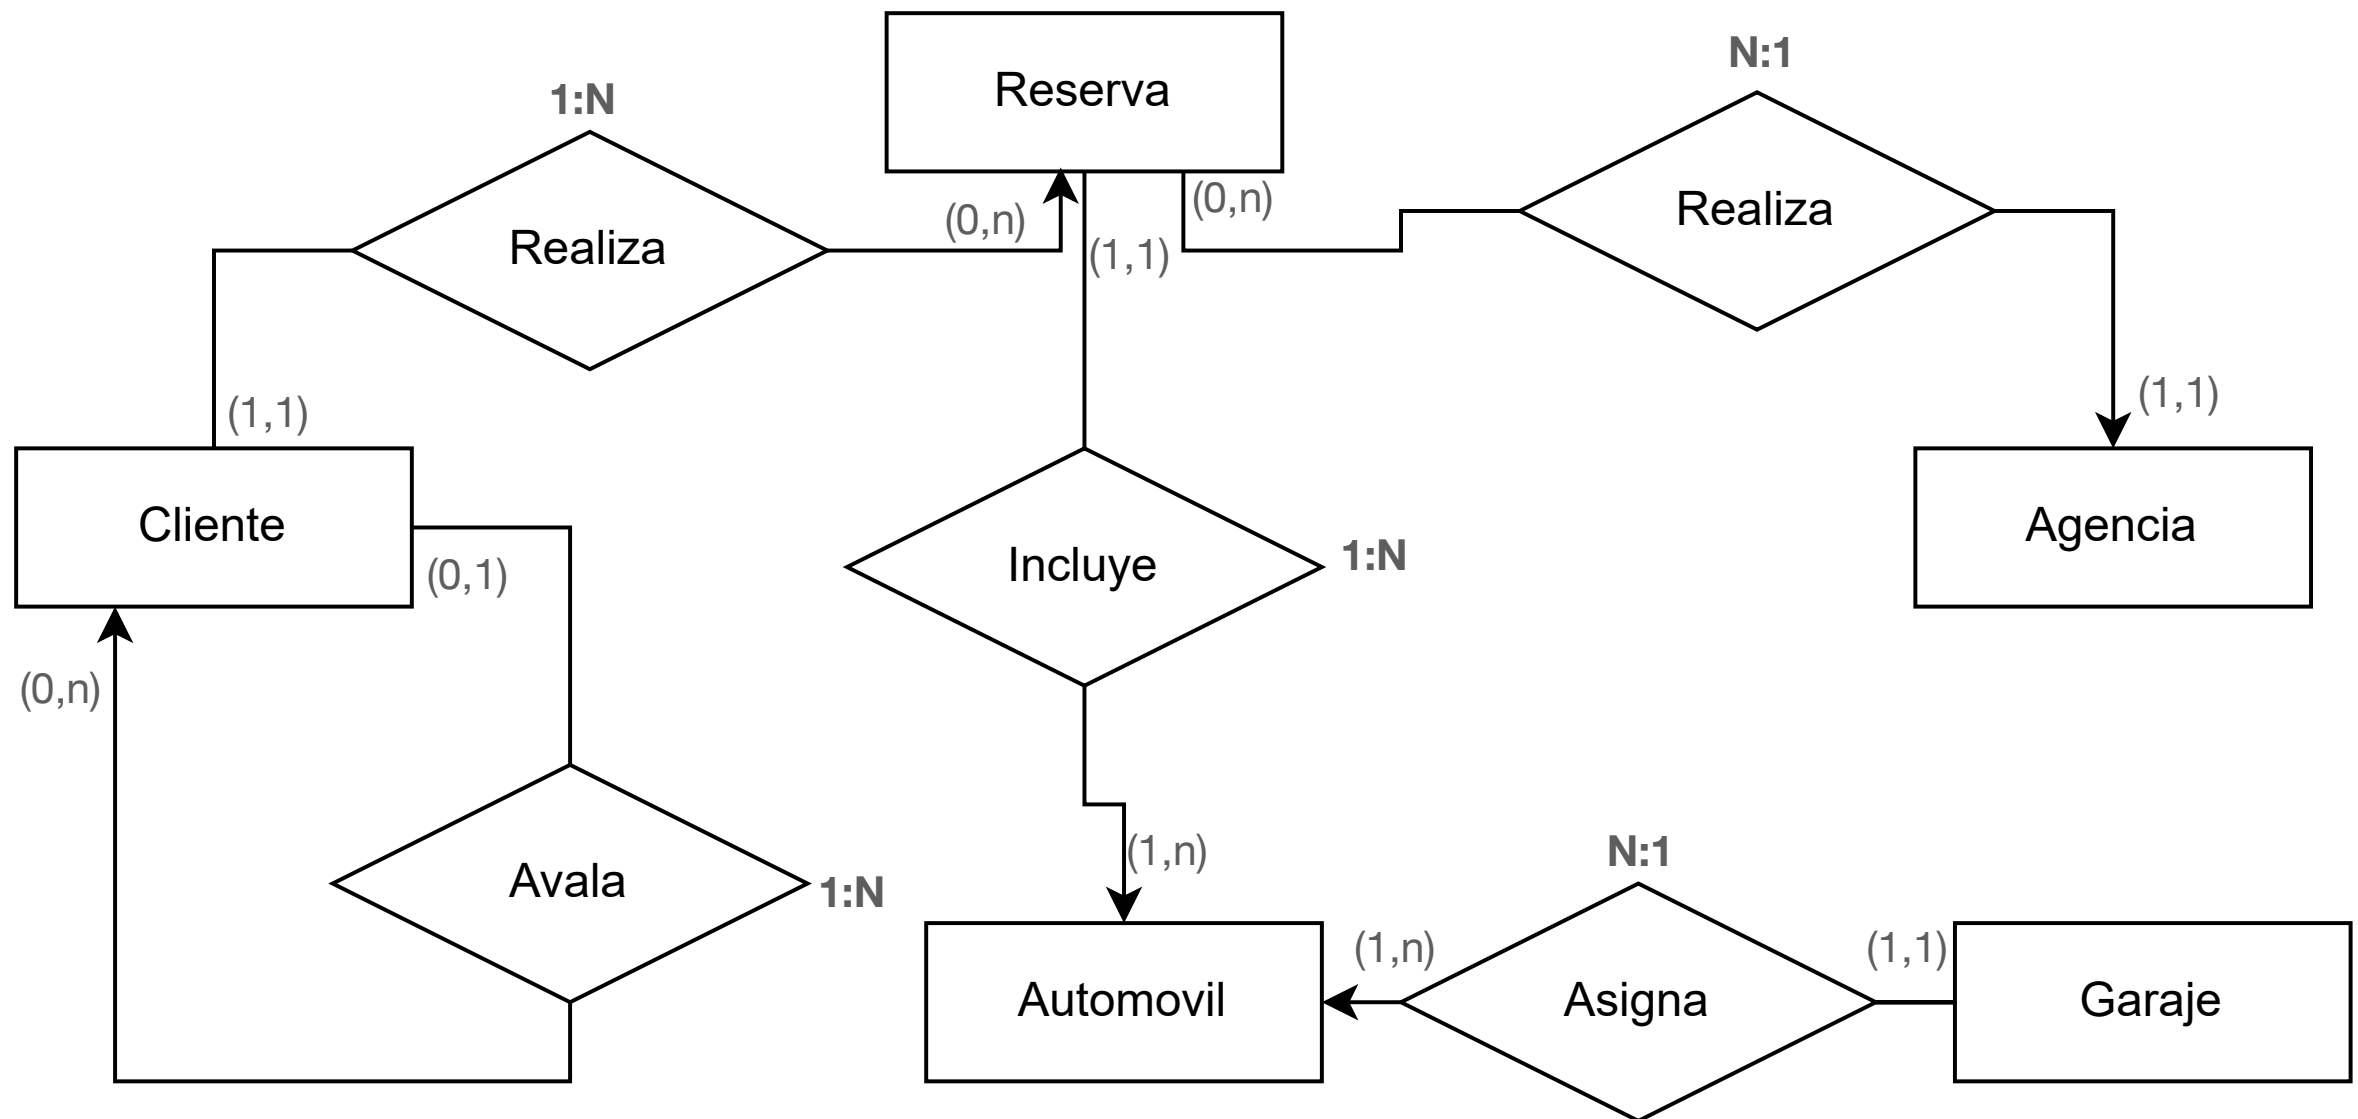 Reserva
N:1
1:N
Realiza
Realiza
(0,n)
(0,n)
(1,1)
(1,1)
(1,1)
Cliente
(0,1)
Agencia
Incluye
1:N
(0,n)
Avala
1:N
(1,n)
N:1
Automovil
(1,n)
Asigna
(1,1)
Garaje